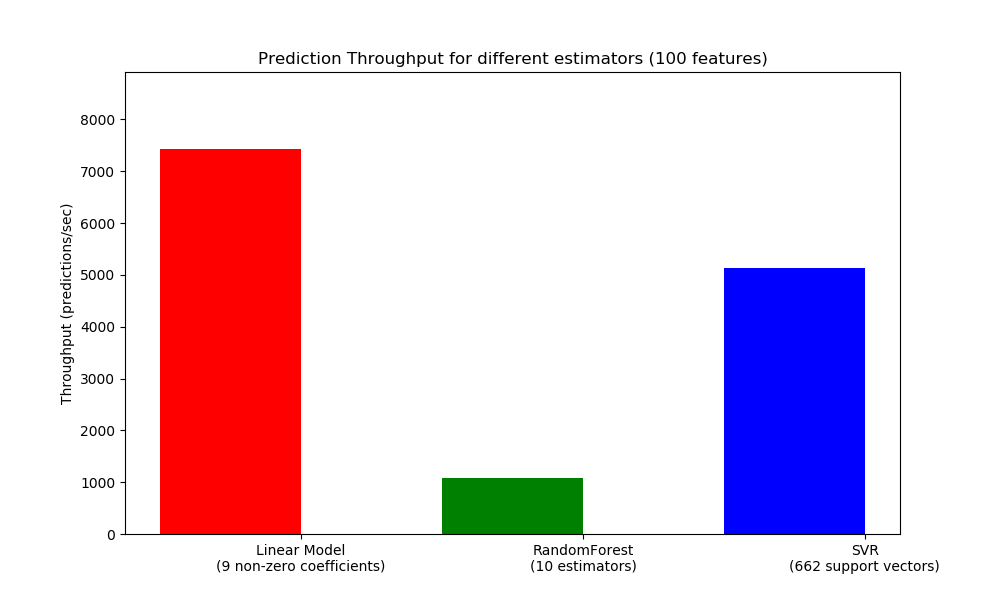 Prediction Throughput for different estimators (100 features)
Throughput (predictions/sec)
8000
7000
6000
5000
4000
3000
2000
1000
0
Linear Model
(9 non-zero coefficients)
RandomForest
(10 estimators)
SVR
(662 support vectors)